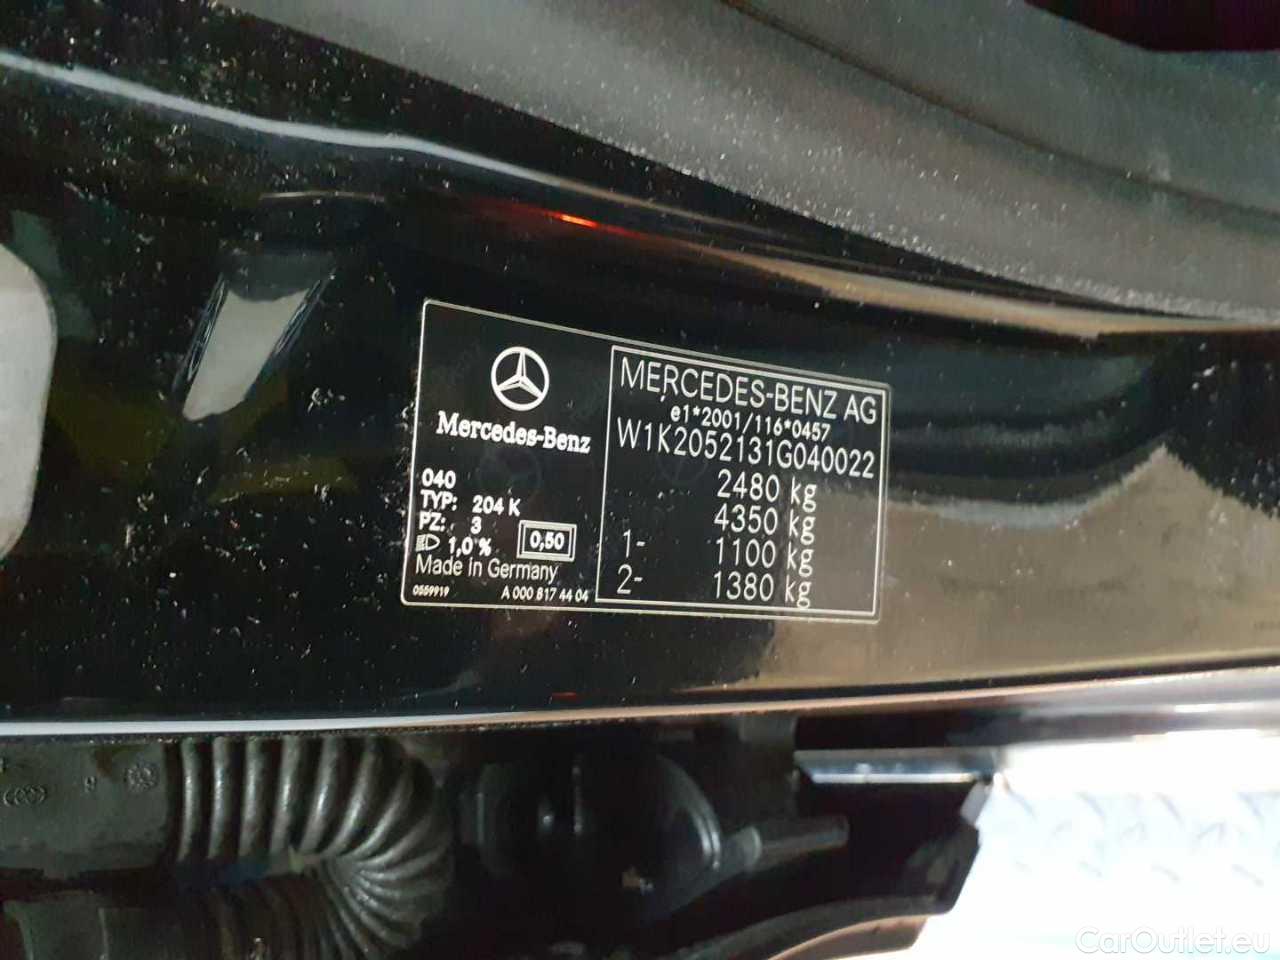 Mercedes-Benz
040
TYP: 204 K
PZ: 3
1,0 % 0,50
Made in Germany
0559919 A 000 817 44 04
MERCEDES-BENZ AG
e1*2001/116*0457
W1K2052131G040022
2480 kg
4350 kg
1- 1100 kg
2- 1380 kg
CarOutlet.eu